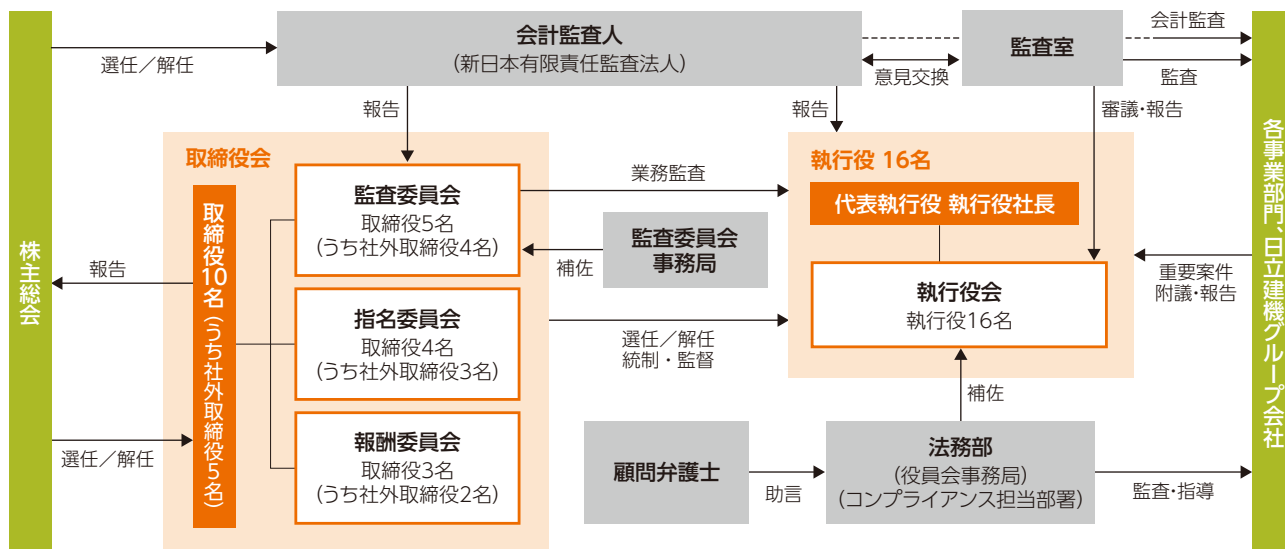 株主総会
選任／解任
会計監査人
（新日本有限責任監査法人）
意見交換
監査室
会計監査
監査
報告
報告
審議・報告
取締役会
取締役10名（うち社外取締役5名）
監査委員会
取締役5名
（うち社外取締役4名）
指名委員会
取締役4名
（うち社外取締役3名）
報酬委員会
取締役3名
（うち社外取締役2名）
報告
選任／解任
業務監査
監査委員会
事務局
補佐
選任／解任
統制・監督
執行役 16名
代表執行役 執行役社長
執行役会
執行役16名
重要案件
附議・報告
補佐
顧問弁護士
助言
法務部
（役員会事務局）
（コンプライアンス担当部署）
監査・指導
各事業部門、日立建機グループ会社